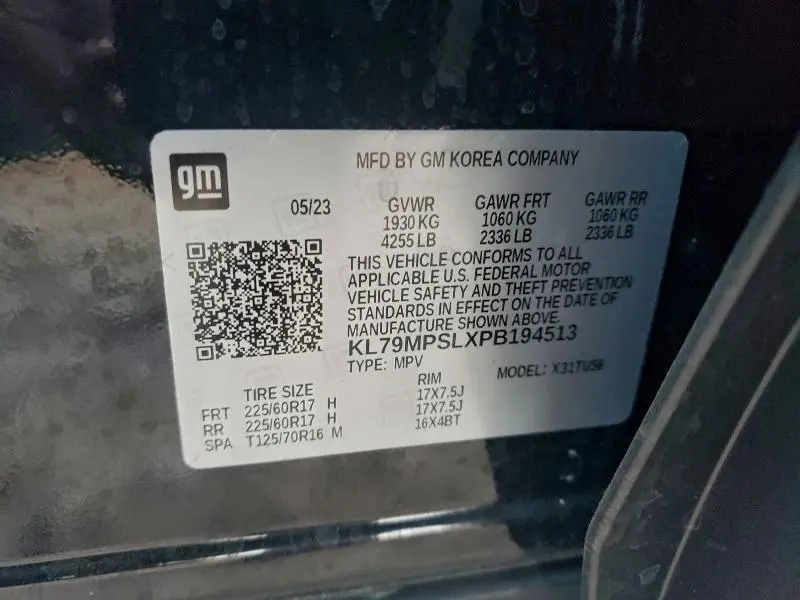 gm
MFD BY GM KOREA COMPANY
05/23
GVWR GAWR FRT GAWR RR
1930 KG 1060 KG 1060 KG
4255 LB 2336 LB 2336 LB
THIS VEHICLE CONFORMS TO ALL
APPLICABLE U.S. FEDERAL MOTOR
VEHICLE SAFETY AND THEFT PREVENTION
STANDARDS IN EFFECT ON THE DATE OF
MANUFACTURE SHOWN ABOVE.
KL79MPSLXPB194513
TYPE: MPV MODEL: X31TU56
TIRE SIZE RIM
FRT 225/60R17 H 17X7.5J
RR 225/60R17 H 17X7.5J
SPA T125/70R16 M 16X4BT